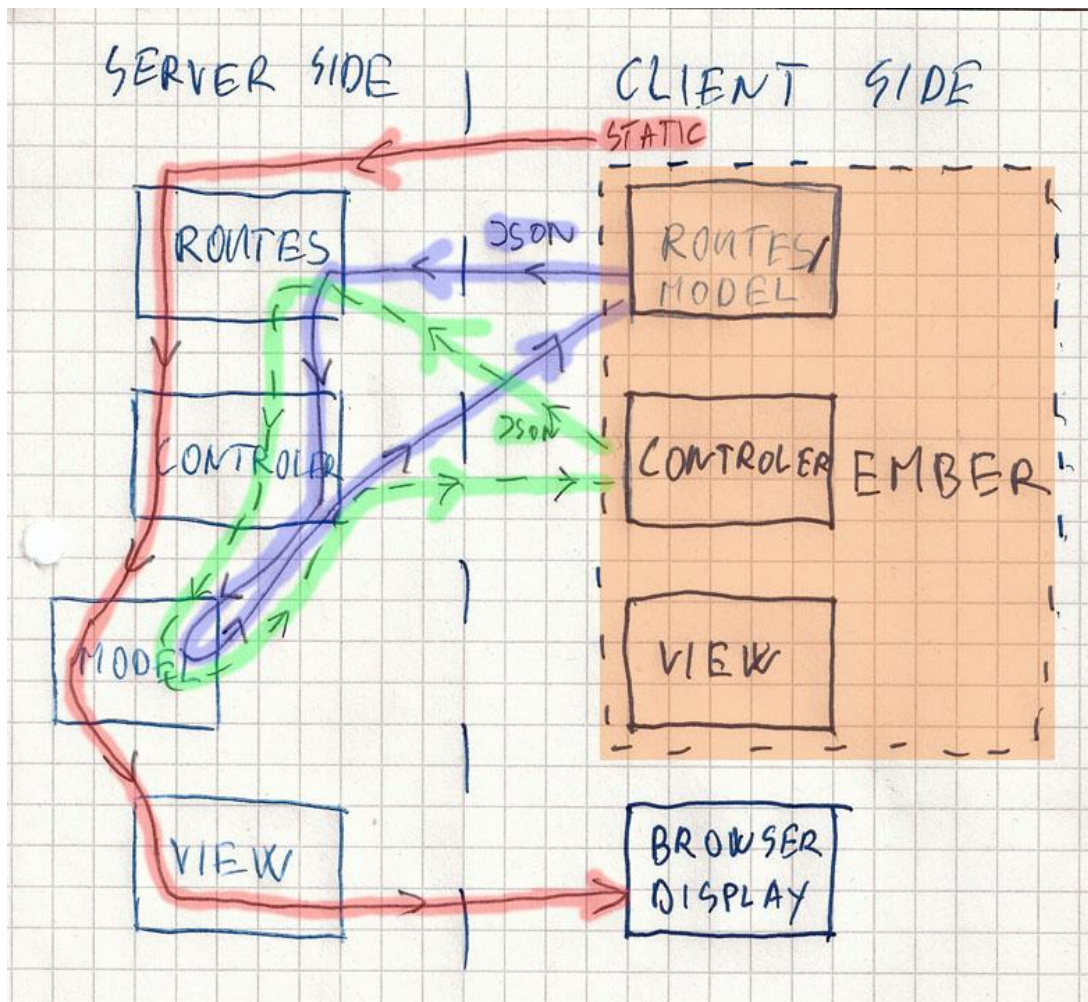 SERVER SIDE
CLIENT SIDE
STATIC
ROUTES
JSON
ROUTES/
MODEL
CONTROLER
JSON
CONTROLER
EMBER
MODEL
VIEW
VIEW
BROWSER
DISPLAY